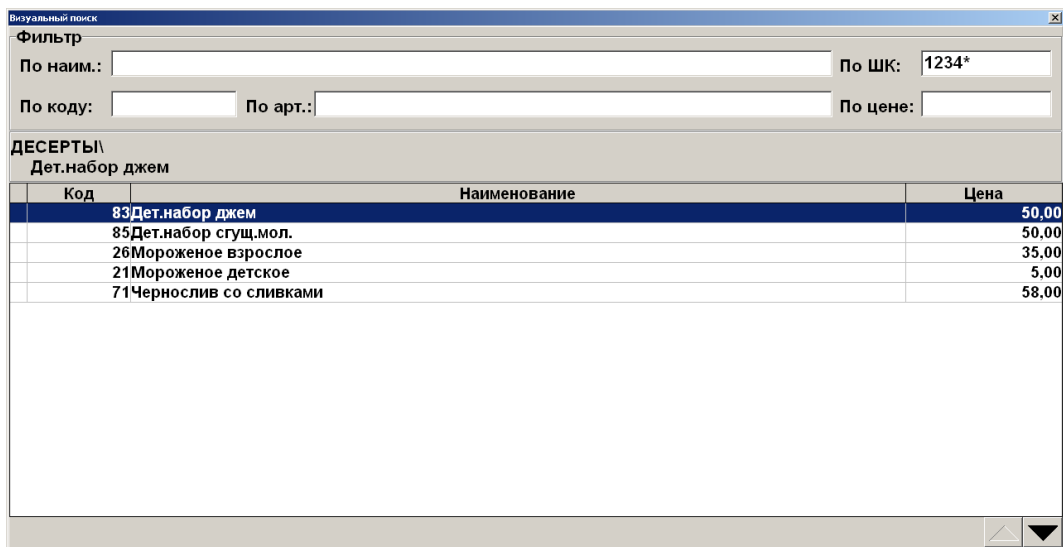 Визуальный поиск
Фильтр
По наим.: По ШК: 1234*
По коду: По арт.: По цене:
ДЕСЕРТЫ\
Дет.набор джем
Код Наименование Цена
83 Дет.набор джем 50,00
85 Дет.набор сгущ.мол. 50,00
26 Мороженое взрослое 35,00
21 Мороженое детское 5,00
71 Чернослив со сливками 58,00